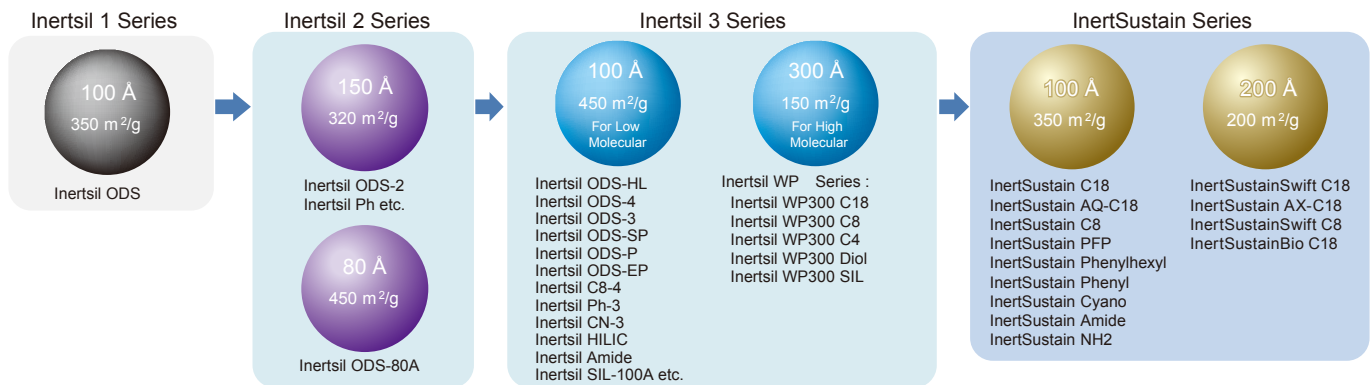 Inertsil 1 Series
100 Å
350 m²/g
Inertsil ODS
Inertsil 2 Series
150 Å
320 m²/g
Inertsil ODS-2
Inertsil Ph etc.
80 Å
450 m²/g
Inertsil ODS-80A
Inertsil 3 Series
100 Å
450 m²/g
For Low
Molecular
Inertsil ODS-HL
Inertsil ODS-4
Inertsil ODS-3
Inertsil ODS-SP
Inertsil ODS-P
Inertsil ODS-EP
Inertsil C8-4
Inertsil Ph-3
Inertsil CN-3
Inertsil HILIC
Inertsil Amide
Inertsil SIL-100A etc.
300 Å
150 m²/g
For High
Molecular
Inertsil WP Series :
Inertsil WP300 C18
Inertsil WP300 C8
Inertsil WP300 C4
Inertsil WP300 Diol
Inertsil WP300 SIL
InertSustain Series
100 Å
350 m²/g
InertSustain C18
InertSustain AQ-C18
InertSustain C8
InertSustain PFP
InertSustain Phenylhexyl
InertSustain Phenyl
InertSustain Cyano
InertSustain Amide
InertSustain NH2
200 Å
200 m²/g
InertSustainSwift C18
InertSustain AX-C18
InertSustainSwift C8
InertSustainBio C18